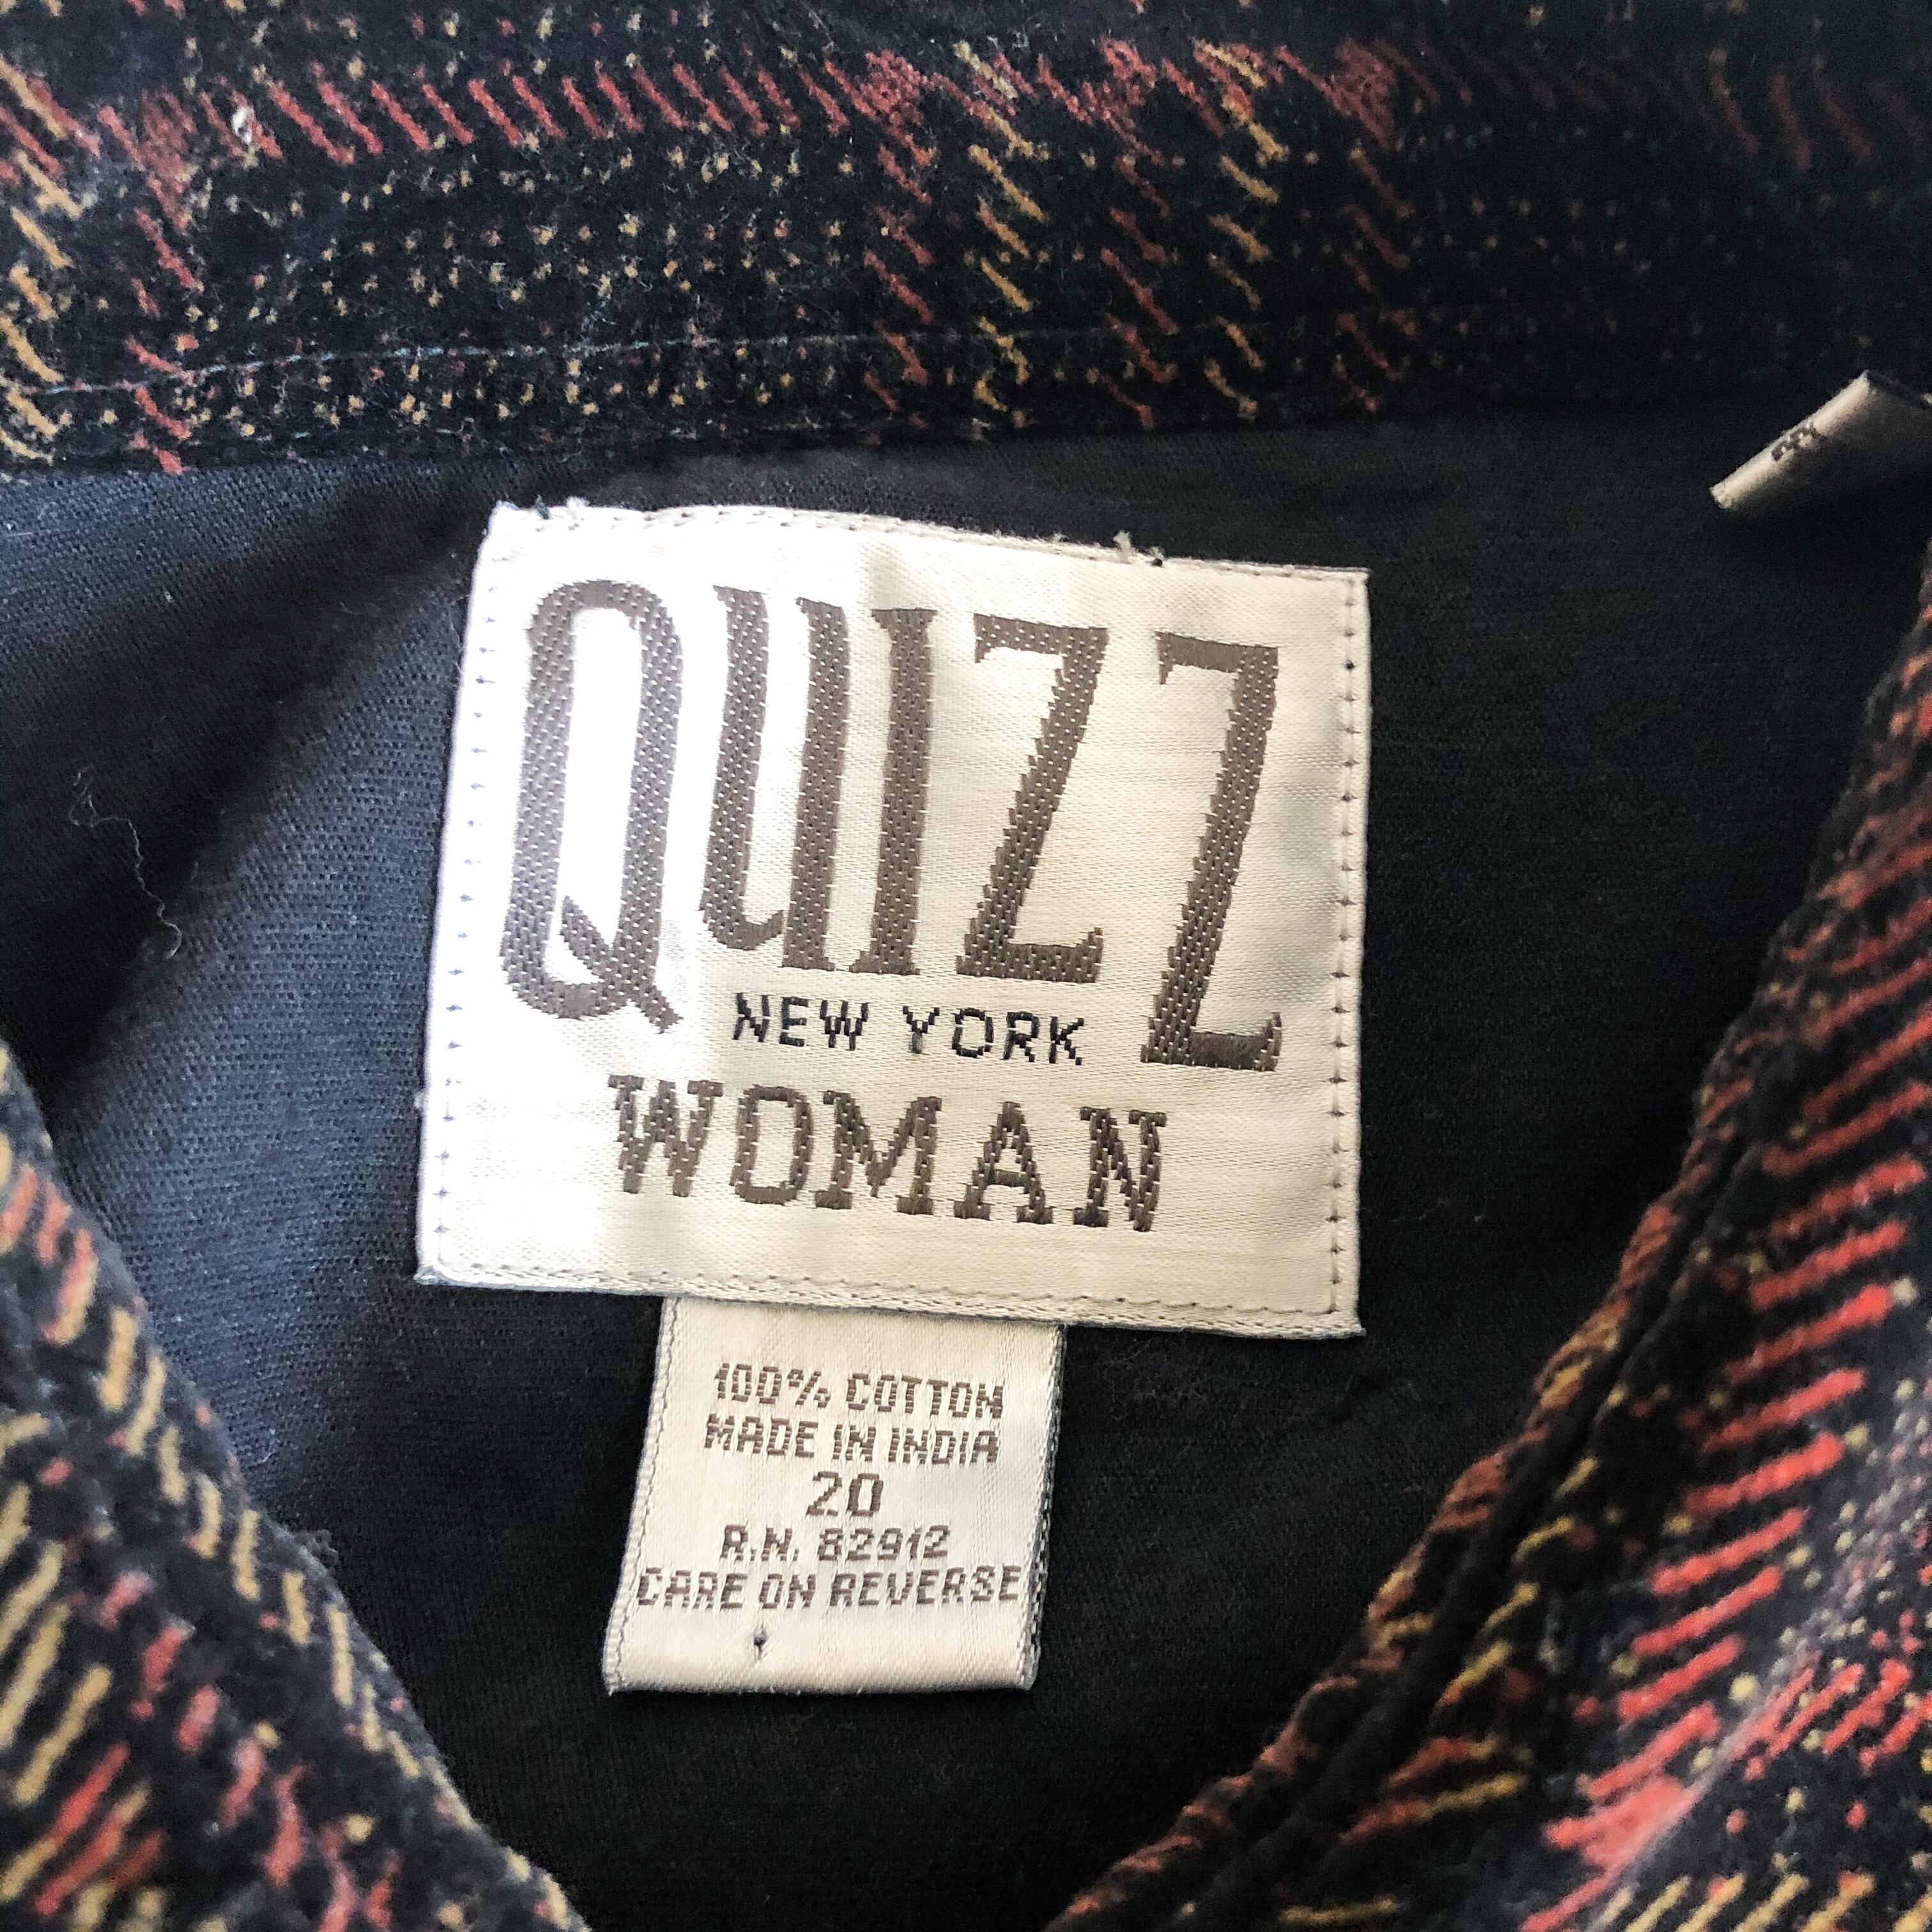 QUIZZ
NEW YORK
WOMAN
100% COTTON
MADE IN INDIA
20
R.N. 82912
CARE ON REVERSE